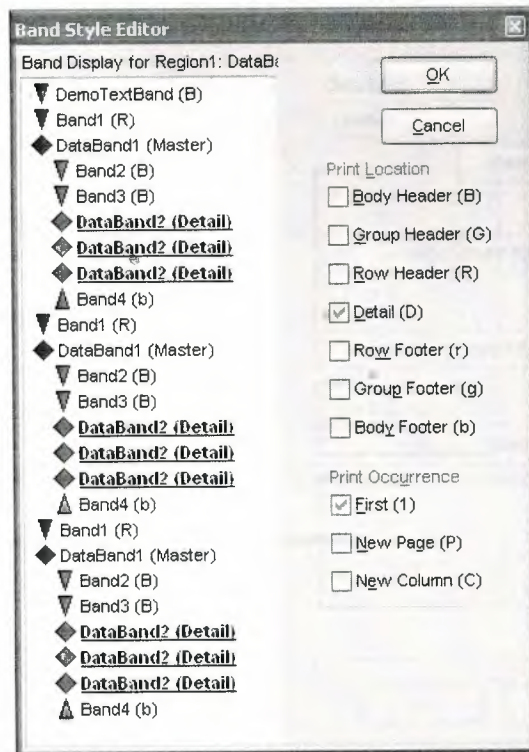 Band Style Editor
Band Display for Region1: DataBa
DemoTextBand (B)
Band1 (R)
DataBand1 (Master)
Band2 (B)
Band3 (B)
DataBand2 (Detail)
DataBand2 (Detail)
DataBand2 (Detail)
Band4 (b)
Band1 (R)
DataBand1 (Master)
Band2 (B)
Band3 (B)
DataBand2 (Detail)
DataBand2 (Detail)
DataBand2 (Detail)
Band4 (b)
Band1 (R)
DataBand1 (Master)
Band2 (B)
Band3 (B)
DataBand2 (Detail)
DataBand2 (Detail)
DataBand2 (Detail)
Band4 (b)
OK
Cancel
Print Location
Body Header (B)
Group Header (G)
Row Header (R)
Detail (D)
Row Footer (r)
Group Footer (g)
Body Footer (b)
Print Occurrence
First (1)
New Page (P)
New Column (C)